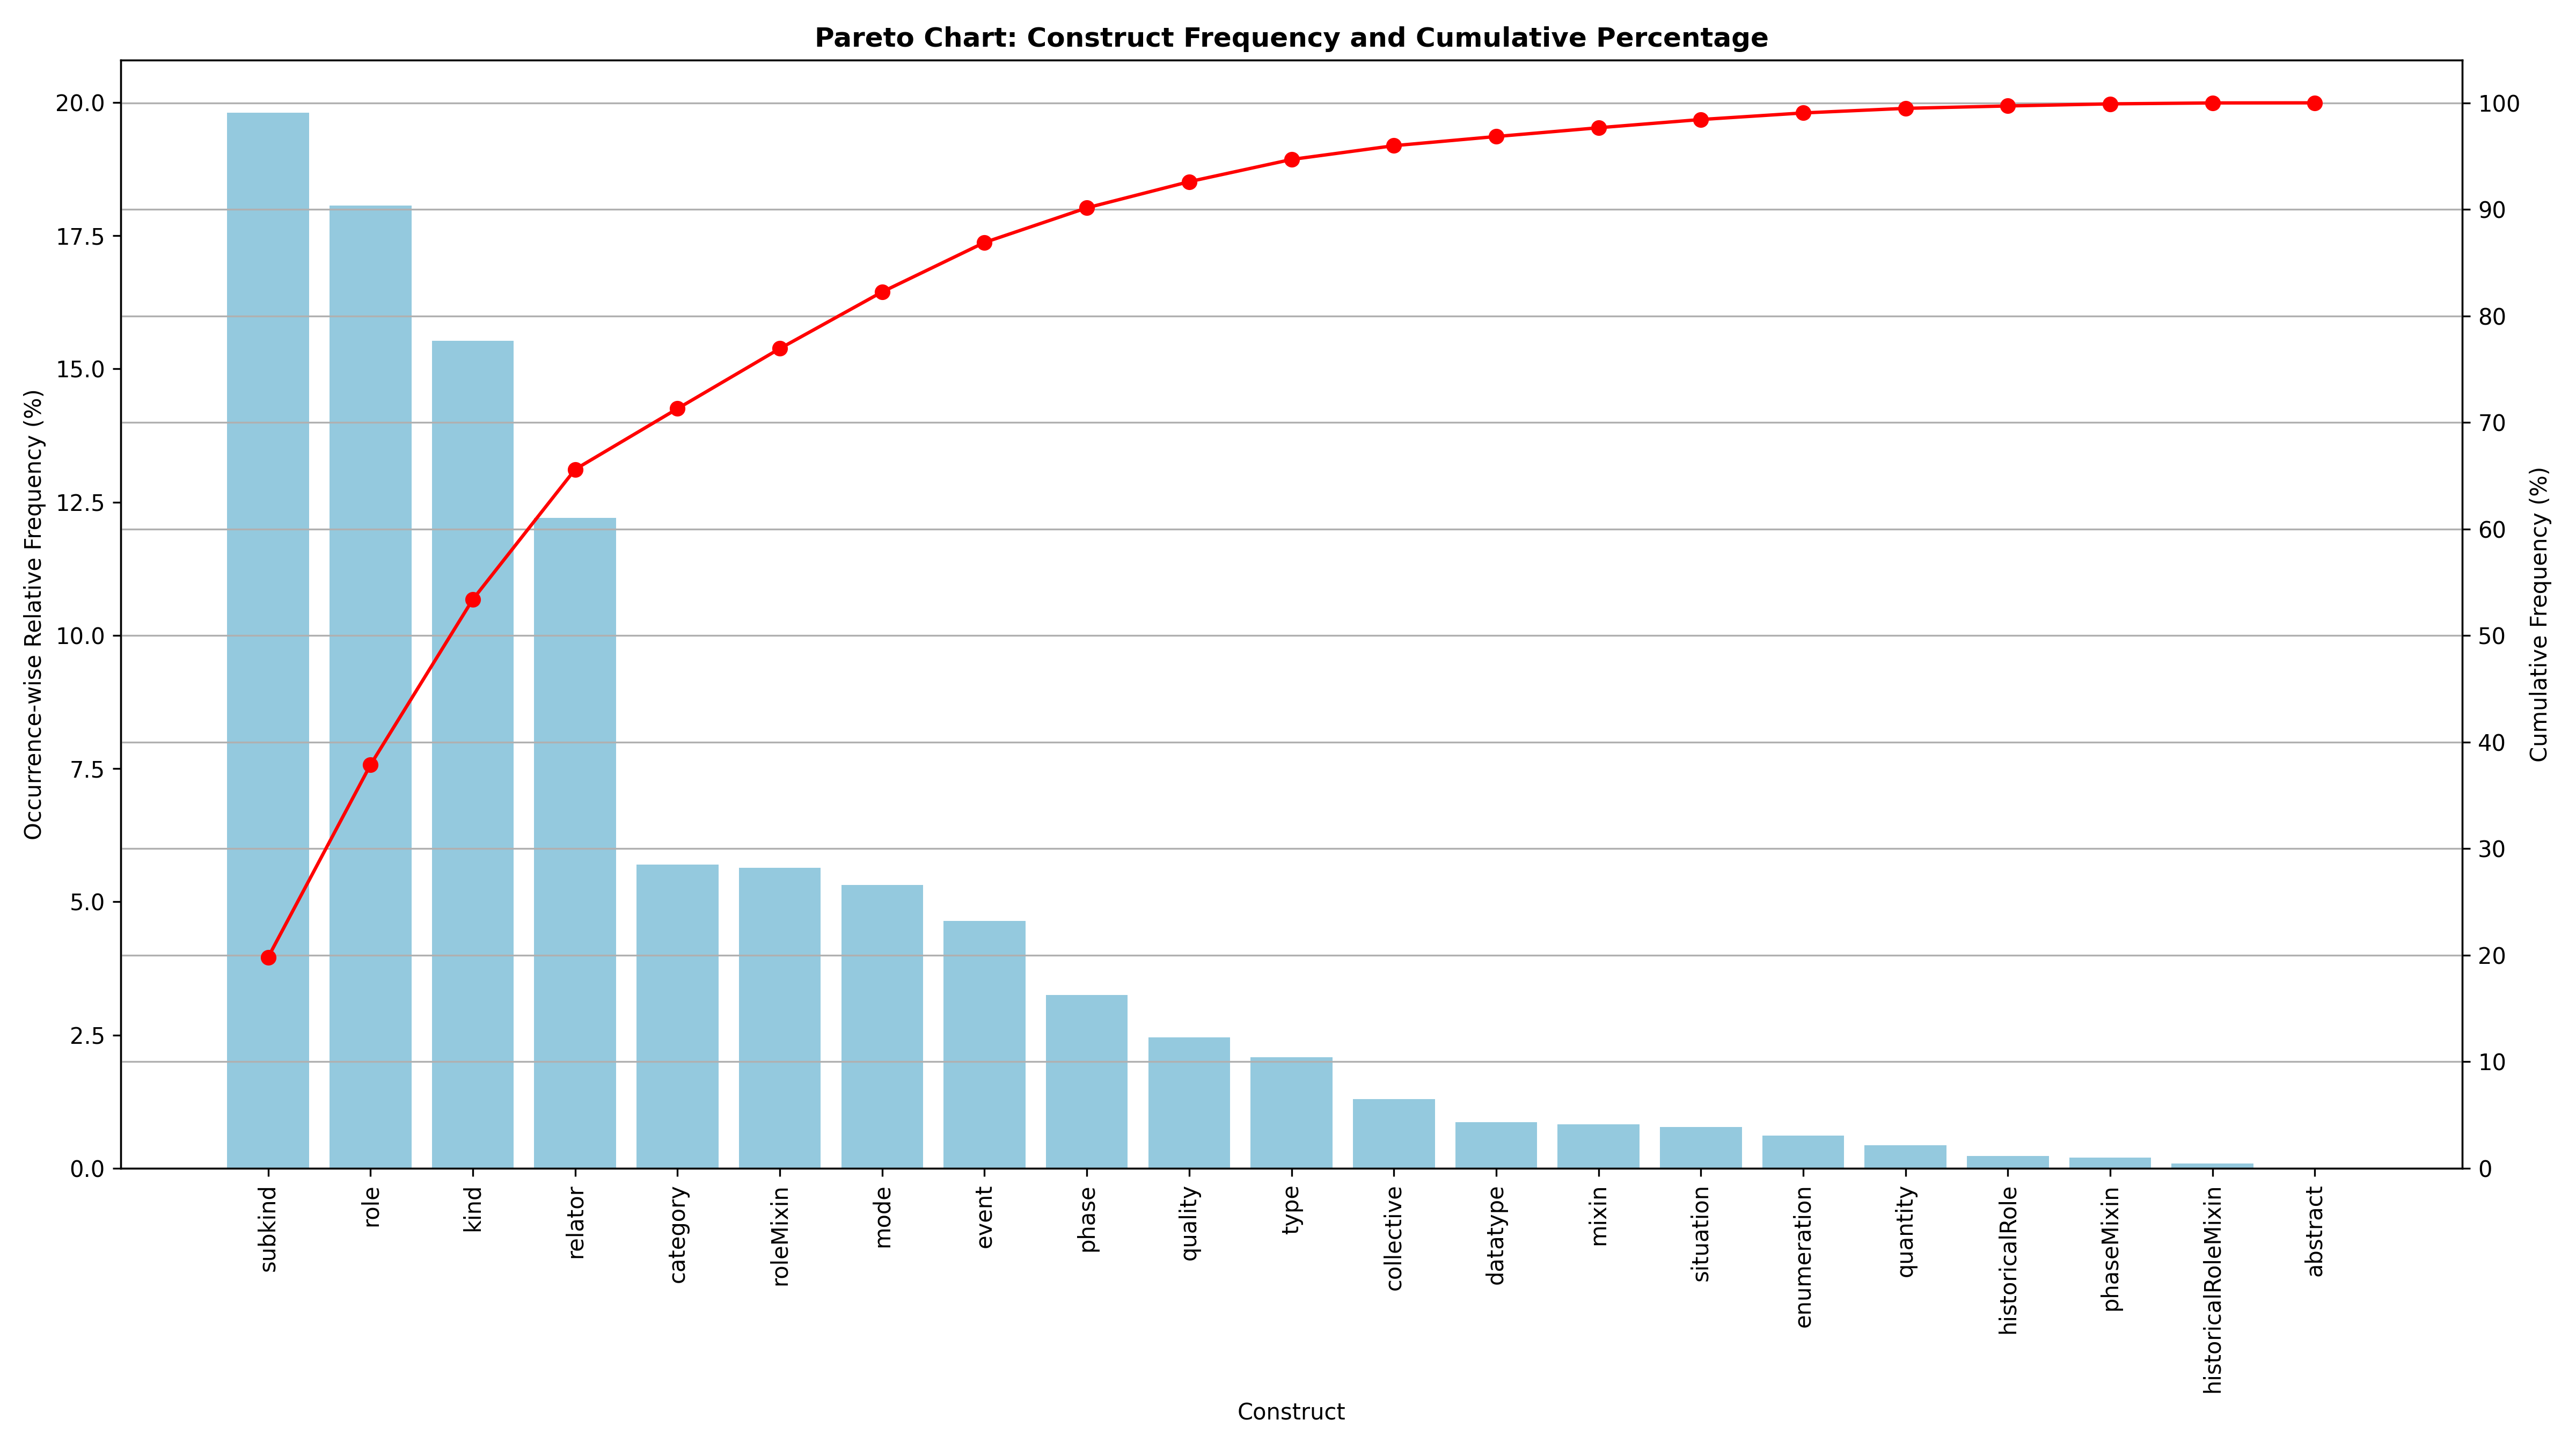 Pareto Chart: Construct Frequency and Cumulative Percentage
Occurrence-wise Relative Frequency (%)
20.0
17.5
15.0
12.5
10.0
7.5
5.0
2.5
0.0
100
90
80
70
60
50
40
30
20
10
0
Cumulative Frequency (%)
subkind
role
kind
relator
category
roleMixin
mode
event
phase
quality
type
collective
datatype
mixin
situation
enumeration
quantity
historicalRole
phaseMixin
historicalRoleMixin
abstract
Construct